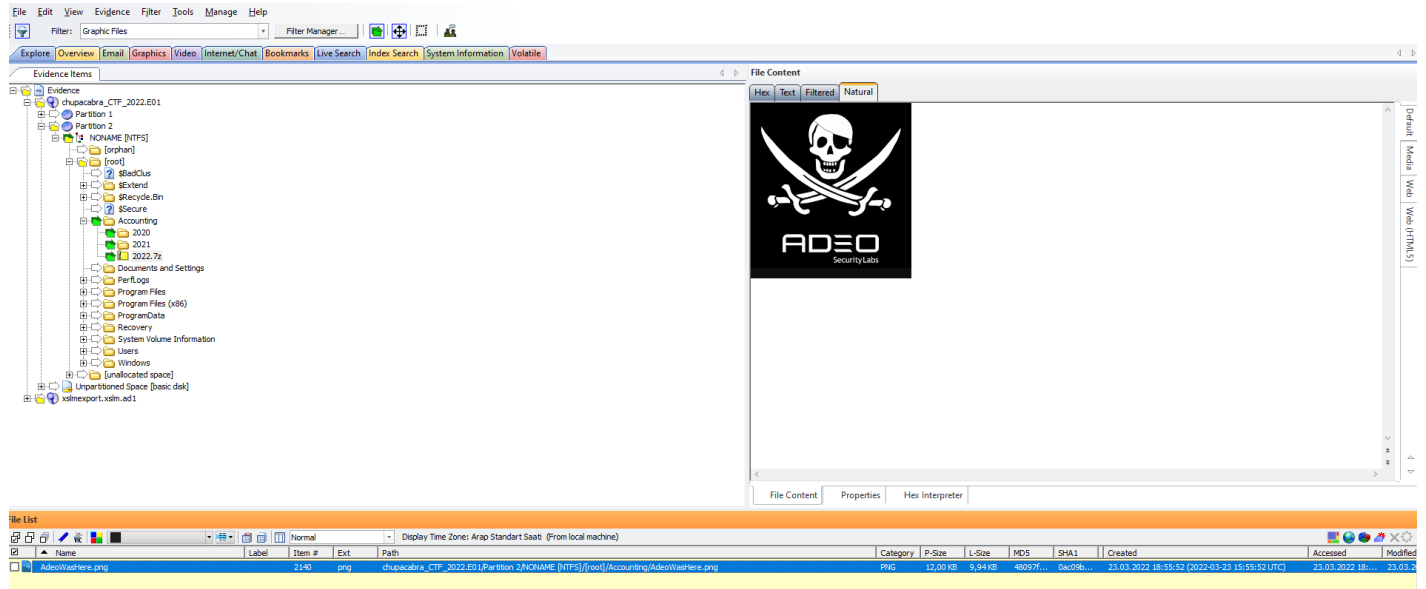 File Edit View Evidence Filter Tools Manage Help
Filter: Graphic Files Filter Manager...
Explore Overview Email Graphics Video Internet/Chat Bookmarks Live Search Index Search System Information Volatile
Evidence Items
Evidence
chupacabra_CTF_2022.E01
Partition 1
Partition 2
NONAME [NTFS]
[orphan]
[root]
$BadClus
$Extend
$Recycle.Bin
$Secure
Accounting
2020
2021
2022.7z
Documents and Settings
PerfLogs
Program Files
Program Files (x86)
ProgramData
Recovery
System Volume Information
Users
Windows
[unallocated space]
Unpartitioned Space [basic disk]
xslmexport.xslm.ad1
File Content
Hex Text Filtered Natural
ADEO
SecurityLabs
Default
Media
Web
Web (HTML5)
File Content Properties Hex Interpreter
File List
Normal Display Time Zone: Arap Standart Saati (From local machine)
Name Label Item # Ext Path Category P-Size L-Size MD5 SHA1 Created Accessed Modified
AdeoWasHere.png 2140 png chupacabra_CTF_2022.E01/Partition 2/NONAME [NTFS]/[root]/Accounting/AdeoWasHere.png PNG 12,00 KB 9,94 KB 48097f... 0ac09b... 23.03.2022 18:55:52 (2022-03-23 15:55:52 UTC) 23.03.2022 18:... 23.03.2